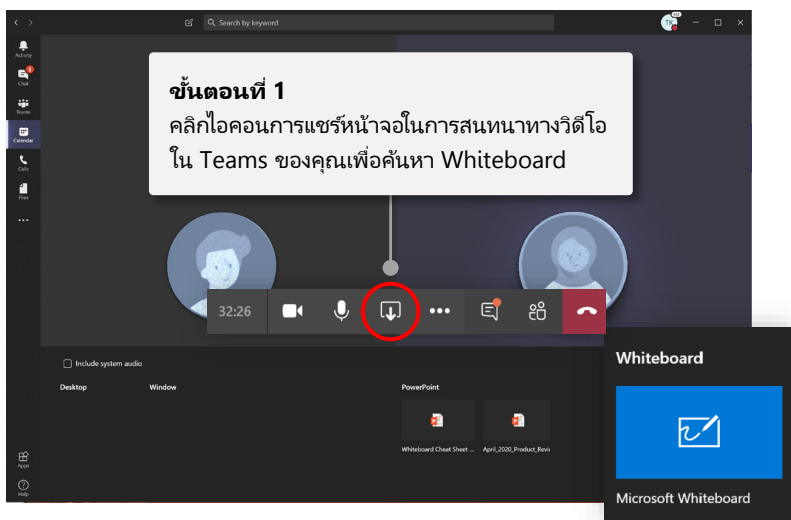 Search by keyword
TK
Activity
1
Chat
Teams
Calendar
Calls
Files
ขั้นตอนที่ 1
คลิกไอคอนการแชร์หน้าจอในการสนทนาทางวิดีโอ
ใน Teams ของคุณเพื่อค้นหา Whiteboard
32:26
Include system audio
Desktop
Window
PowerPoint
Whiteboard Cheat Sheet ...
April_2020_Product_Revi
Apps
Help
Whiteboard
Microsoft Whiteboard